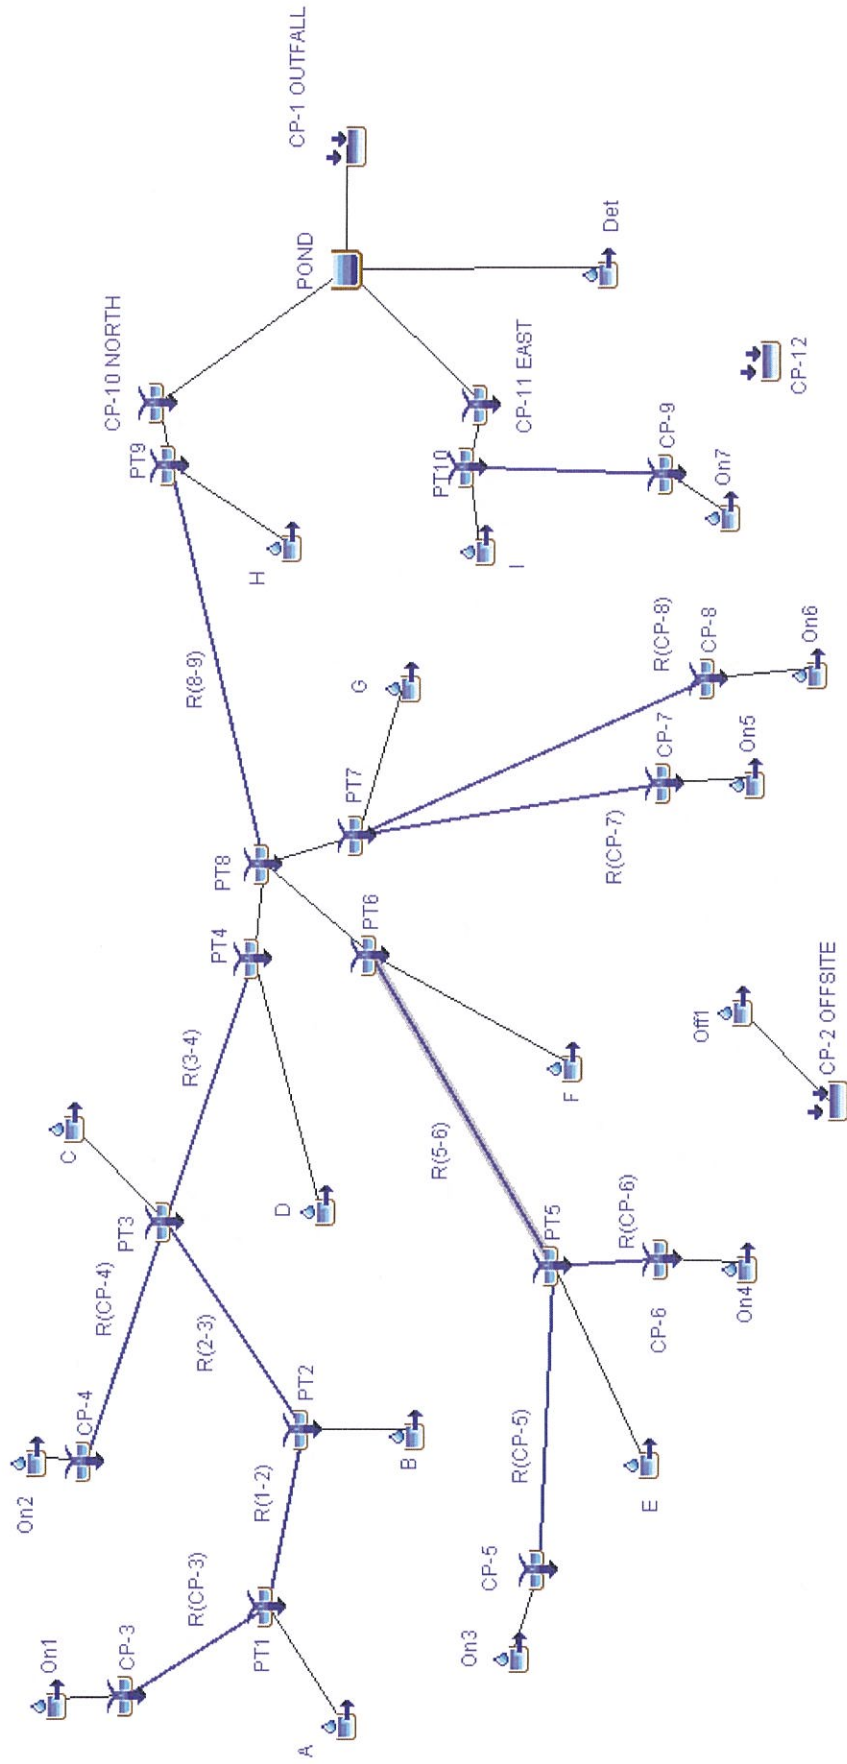 On1
CP-3
R(CP-3)
A
PT1
R(1-2)
PT2
B
On2
CP-4
R(CP-4)
R(2-3)
PT3
C
R(3-4)
D
PT4
On3
CP-5
R(CP-5)
E
PT5
R(CP-6)
CP-6
On4
R(5-6)
F
PT6
Off1
CP-2 OFFSITE
PT8
PT7
G
R(CP-7)
CP-7
On5
R(CP-8)
CP-8
On6
R(8-9)
H
PT9
CP-10 NORTH
I
PT10
CP-11 EAST
CP-9
On7
CP-12
POND
Det
CP-1 OUTFALL